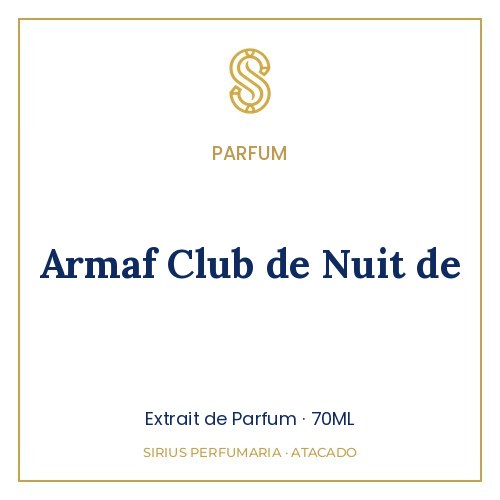 PARFUM
Armaf Club de Nuit de
Extrait de Parfum · 70ML
SIRIUS PERFUMARIA · ATACADO